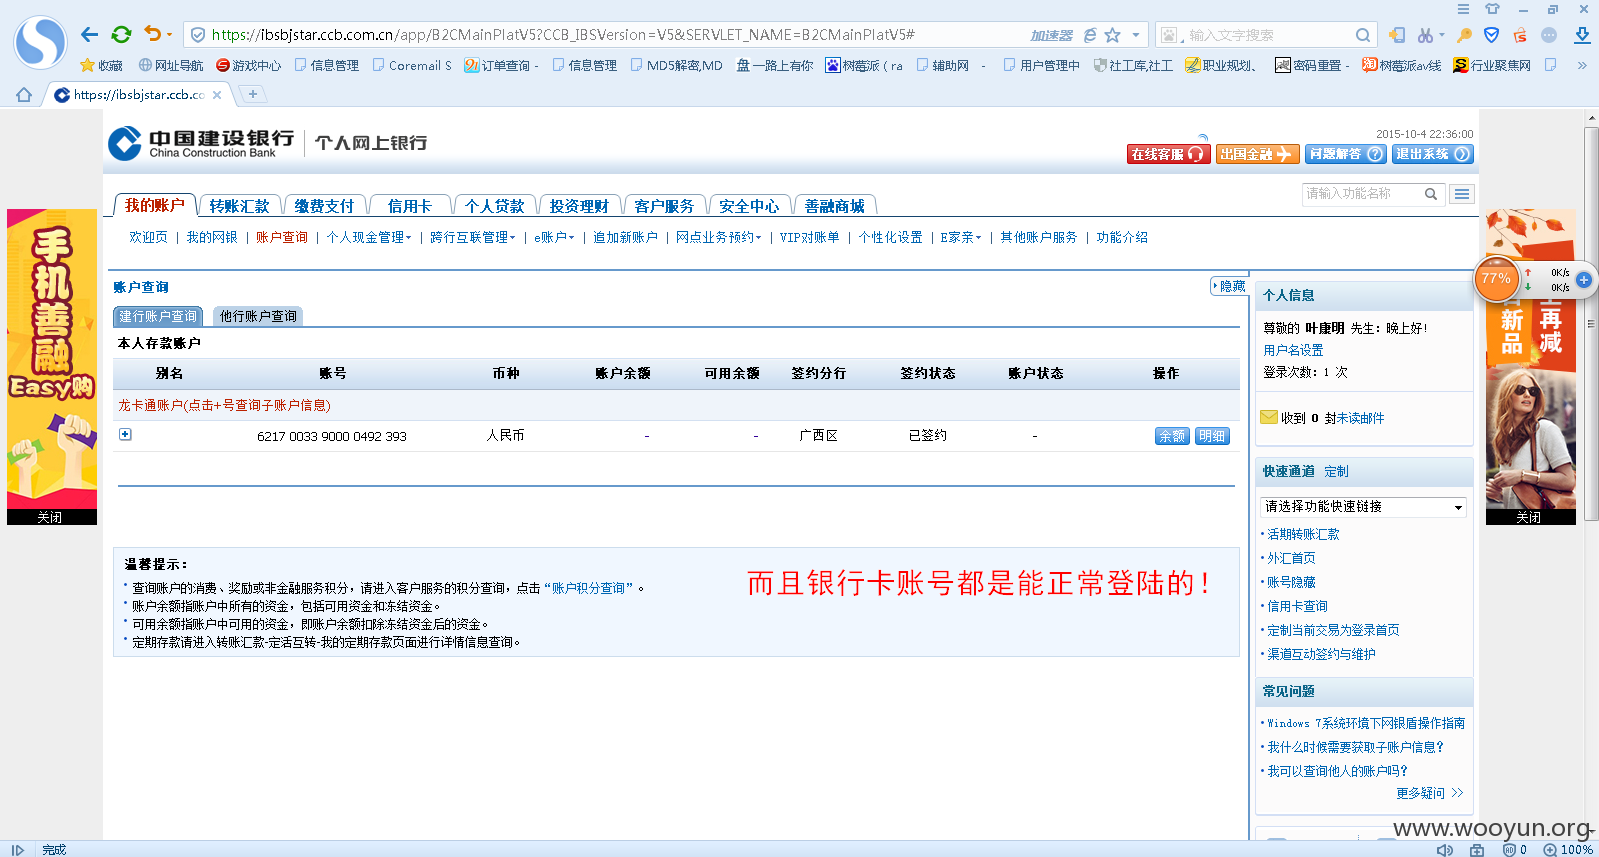 https://ibsbjstar.ccb.com.cn/app/B2CMainPlatV5?CCB_IBSVersion=V5&SERVLET_NAME=B2CMainPlatV5#
加速器
输入文字搜索
收藏 网址导航 游戏中心 信息管理 Coremail S 订单查询 - 信息管理 MD5解密,MD 一路上有你 树莓派 ( ra 辅助网 - 用户管理中 社工库,社工 职业规划、 密码重置 - 树莓派av线 行业聚焦网
https://ibsbjstar.ccb.co
中国建设银行
China Construction Bank
个人网上银行
2015-10-4 22:36:00
在线客服 出国金融 问题解答 退出系统
请输入功能名称
我的账户 转账汇款 缴费支付 信用卡 个人贷款 投资理财 客户服务 安全中心 善融商城
欢迎页 | 我的网银 | 账户查询 | 个人现金管理 | 跨行互联管理 | e账户 | 追加新账户 | 网点业务预约 | VIP对账单 | 个性化设置 | E家亲 | 其他账户服务 | 功能介绍
账户查询
隐藏
建行账户查询 他行账户查询
本人存款账户
别名 账号 币种 账户余额 可用余额 签约分行 签约状态 账户状态 操作
龙卡通账户(点击+号查询子账户信息)
6217 0033 9000 0492 393 人民币 - - 广西区 已签约 - 余额 明细
温馨提示:
查询账户的消费、奖励或非金融服务积分，请进入客户服务的积分查询，点击“账户积分查询”。
账户余额指账户中所有的资金，包括可用资金和冻结资金。
可用余额指账户中可用的资金，即账户余额扣除冻结资金后的资金。
定期存款请进入转账汇款-定活互转-我的定期存款页面进行详情信息查询。
而且银行卡账号都是能正常登陆的！
个人信息
尊敬的 叶康明 先生：晚上好！
用户名设置
登录次数：1 次
收到 0 封未读邮件
快速通道 定制
请选择功能快速链接
活期转账汇款
外汇首页
账号隐藏
信用卡查询
定制当前交易为登录首页
渠道互动签约与维护
常见问题
Windows 7系统环境下网银盾操作指南
我什么时候需要获取子账户信息？
我可以查询他人的账户吗？
更多疑问 >>
手机善融
Easy购
关闭
77%
0K/s
0K/s
新品
再减
关闭
www.wooyun.org
完成
0
100%